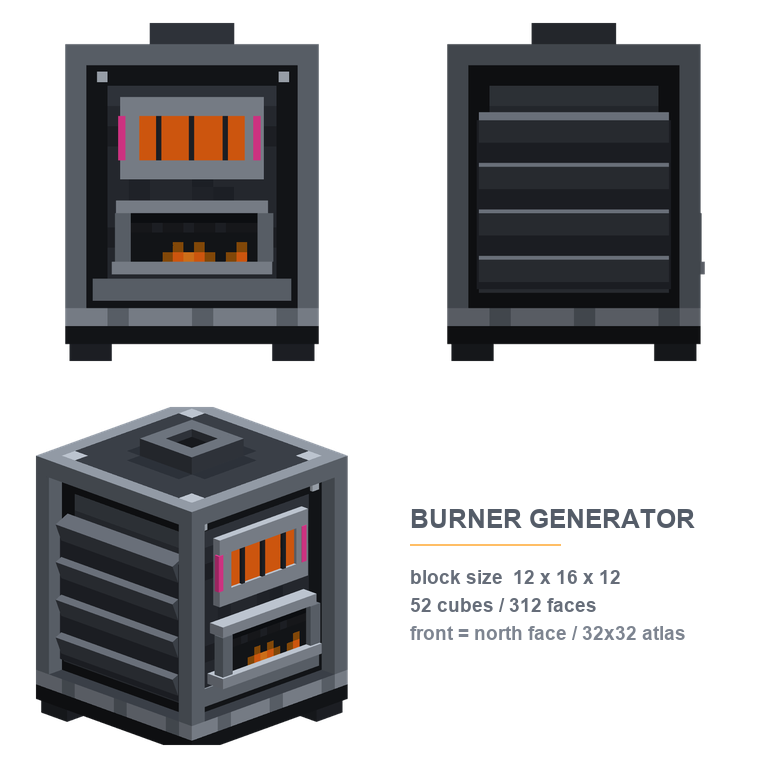 BURNER GENERATOR
block size  12 x 16 x 12
52 cubes / 312 faces
front = north face / 32x32 atlas